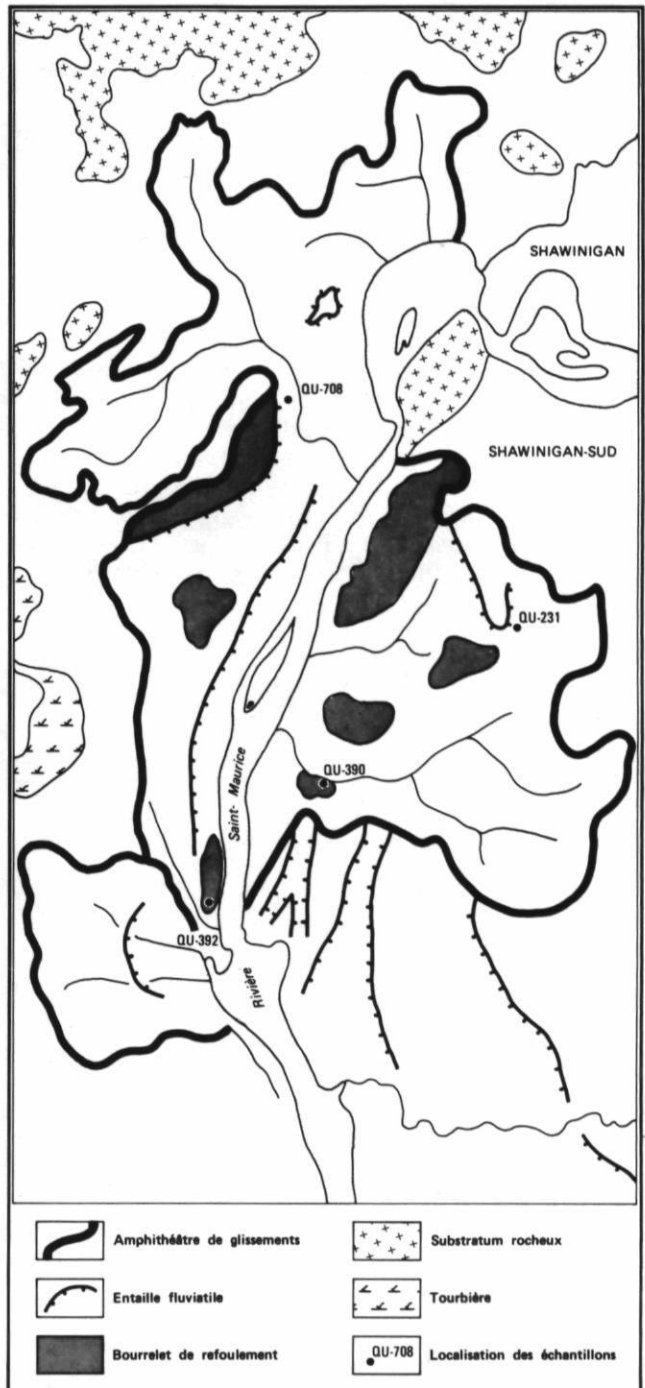 SHAWINIGAN
QU-708
SHAWINIGAN-SUD
QU-231
QU-390
Saint- Maurice
QU-392
Rivière
Amphithéâtre de glissements
Substratum rocheux
Entaille fluviatile
Tourbière
Bourrelet de refoulement
QU-708
Localisation des échantillons